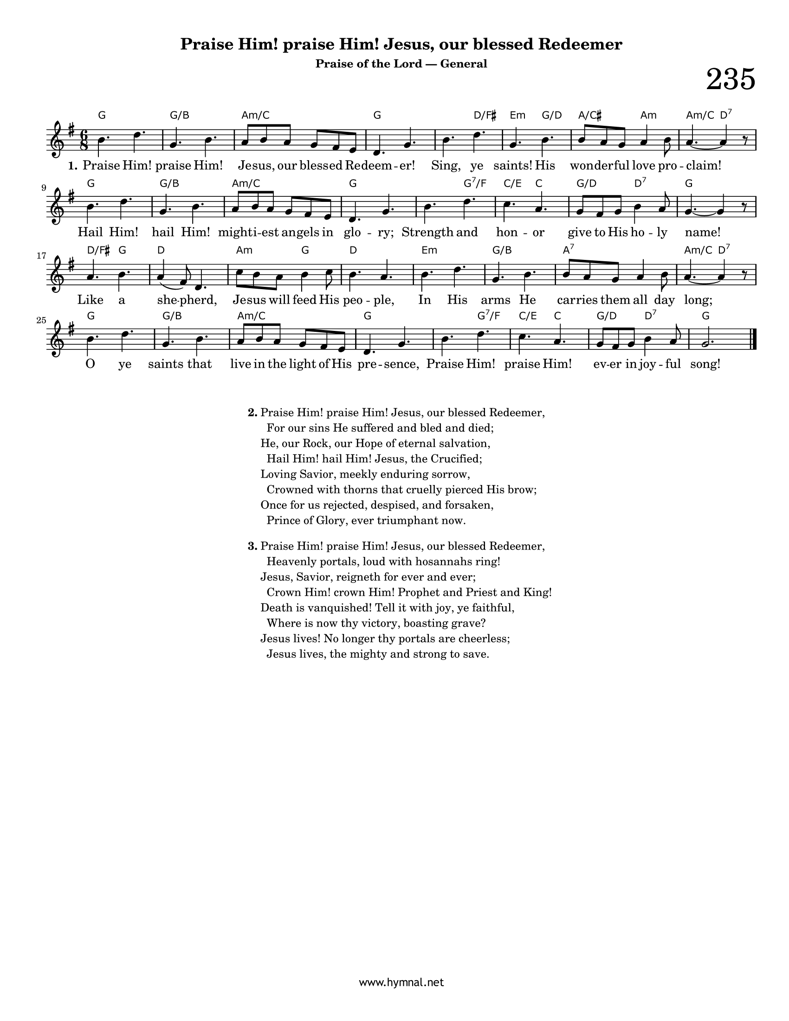 Praise Him! praise Him! Jesus, our blessed Redeemer
Praise of the Lord — General
235
G G/B Am/C G D/F♯ Em G/D A/C♯ Am Am/C D7
6
8
1. Praise Him! praise Him! Jesus, our blessed Redeem-er! Sing, ye saints! His wonderful love pro-claim!
9 G G/B Am/C G G7/F C/E C G/D D7 G
Hail Him! hail Him! mighti-est angels in glo - ry; Strength and hon - or give to His ho - ly name!
17 D/F♯ G D Am G D Em G/B A7 Am/C D7
Like a shepherd, Jesus will feed His peo - ple, In His arms He carries them all day long;
25 G G/B Am/C G G7/F C/E C G/D D7 G
O ye saints that live in the light of His pre-sence, Praise Him! praise Him! ev-er in joy-ful song!
2. Praise Him! praise Him! Jesus, our blessed Redeemer,
For our sins He suffered and bled and died;
He, our Rock, our Hope of eternal salvation,
Hail Him! hail Him! Jesus, the Crucified;
Loving Savior, meekly enduring sorrow,
Crowned with thorns that cruelly pierced His brow;
Once for us rejected, despised, and forsaken,
Prince of Glory, ever triumphant now.
3. Praise Him! praise Him! Jesus, our blessed Redeemer,
Heavenly portals, loud with hosannahs ring!
Jesus, Savior, reigneth for ever and ever;
Crown Him! crown Him! Prophet and Priest and King!
Death is vanquished! Tell it with joy, ye faithful,
Where is now thy victory, boasting grave?
Jesus lives! No longer thy portals are cheerless;
Jesus lives, the mighty and strong to save.
www.hymnal.net